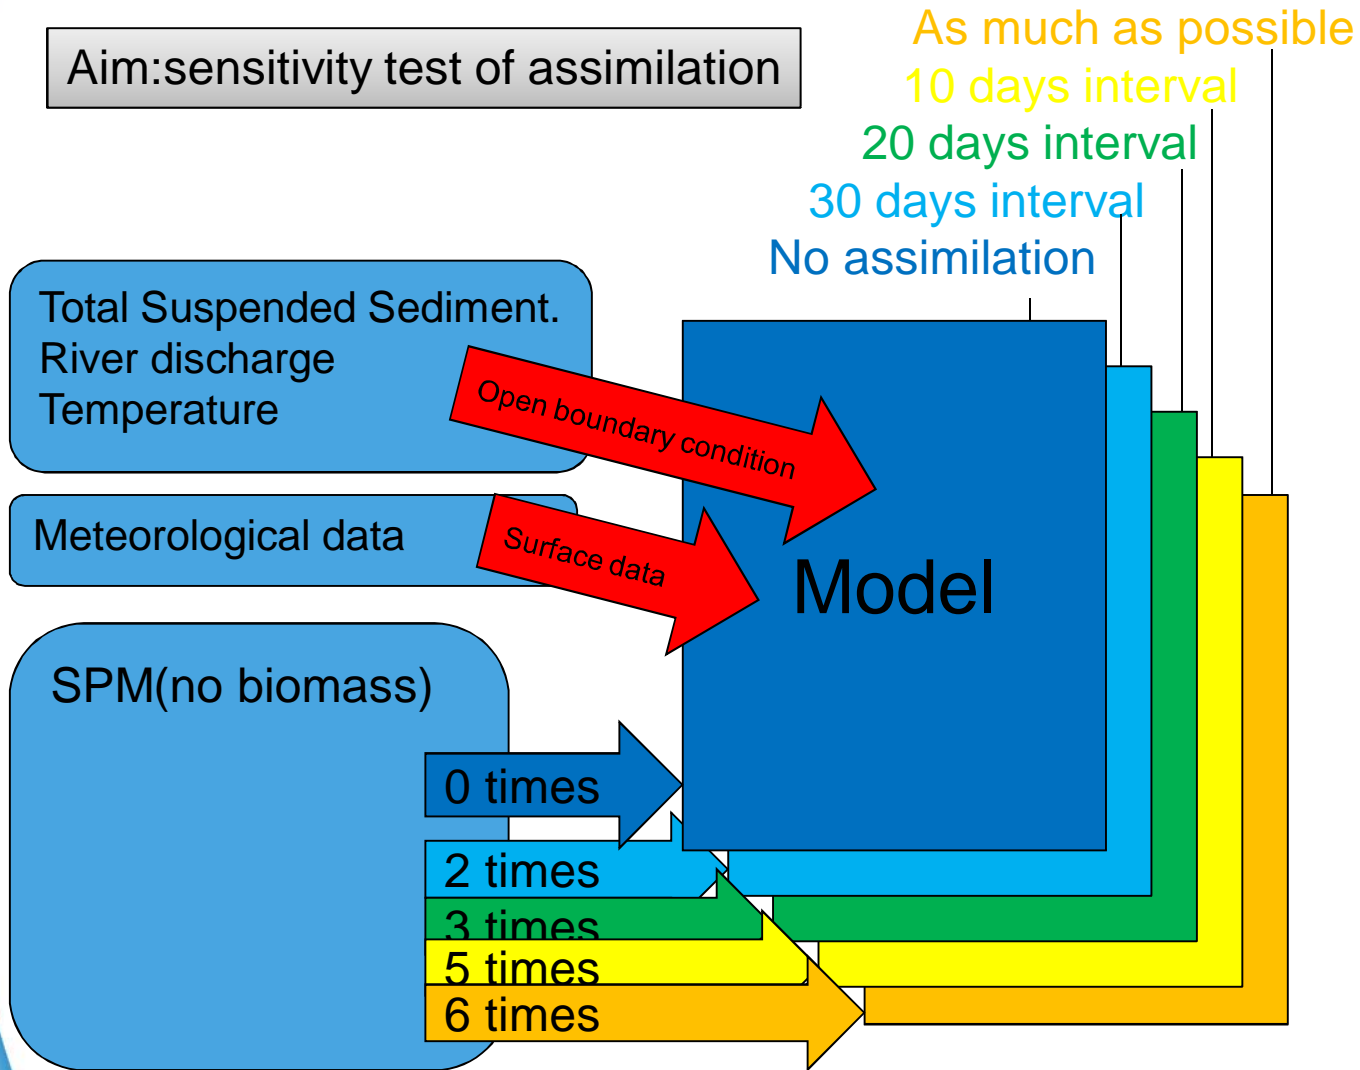 Aim:sensitivity test of assimilation
As much as possible
10 days interval
20 days interval
30 days interval
No assimilation
Total Suspended Sediment.
River discharge
Temperature
Open boundary condition
Meteorological data
Surface data
Model
SPM(no biomass)
0 times
2 times
3 times
5 times
6 times